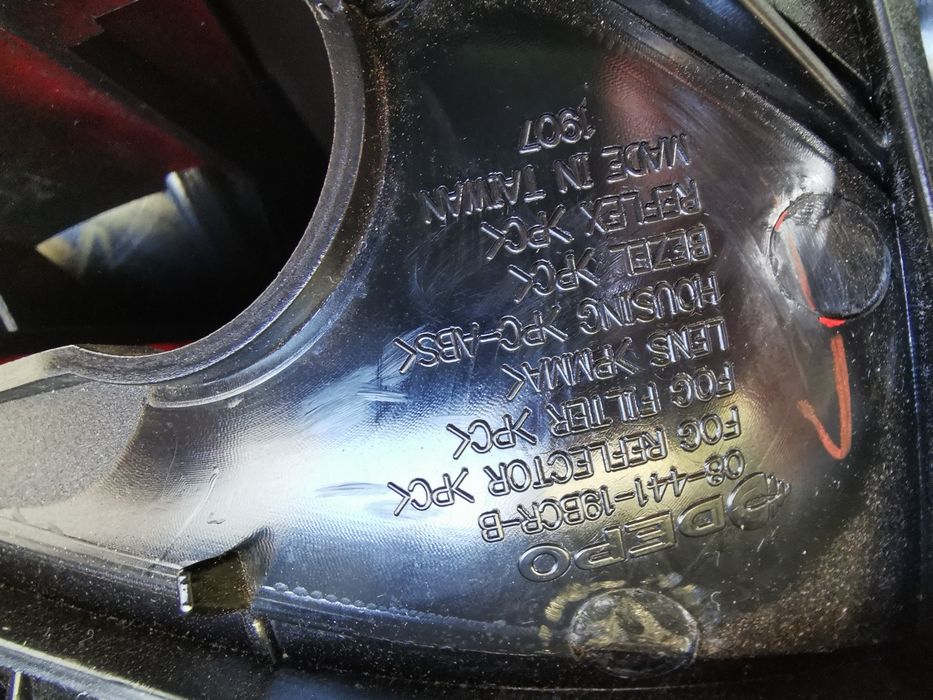 DEPO
08-441-19BCR-B
FOG REFLECTOR >PC<
FOG FILTER >PC<
LENS >PMMA<
HOUSING >PC-ABS<
BEZEL >PC<
REFLEX >PC<
MADE IN TAIWAN
1907